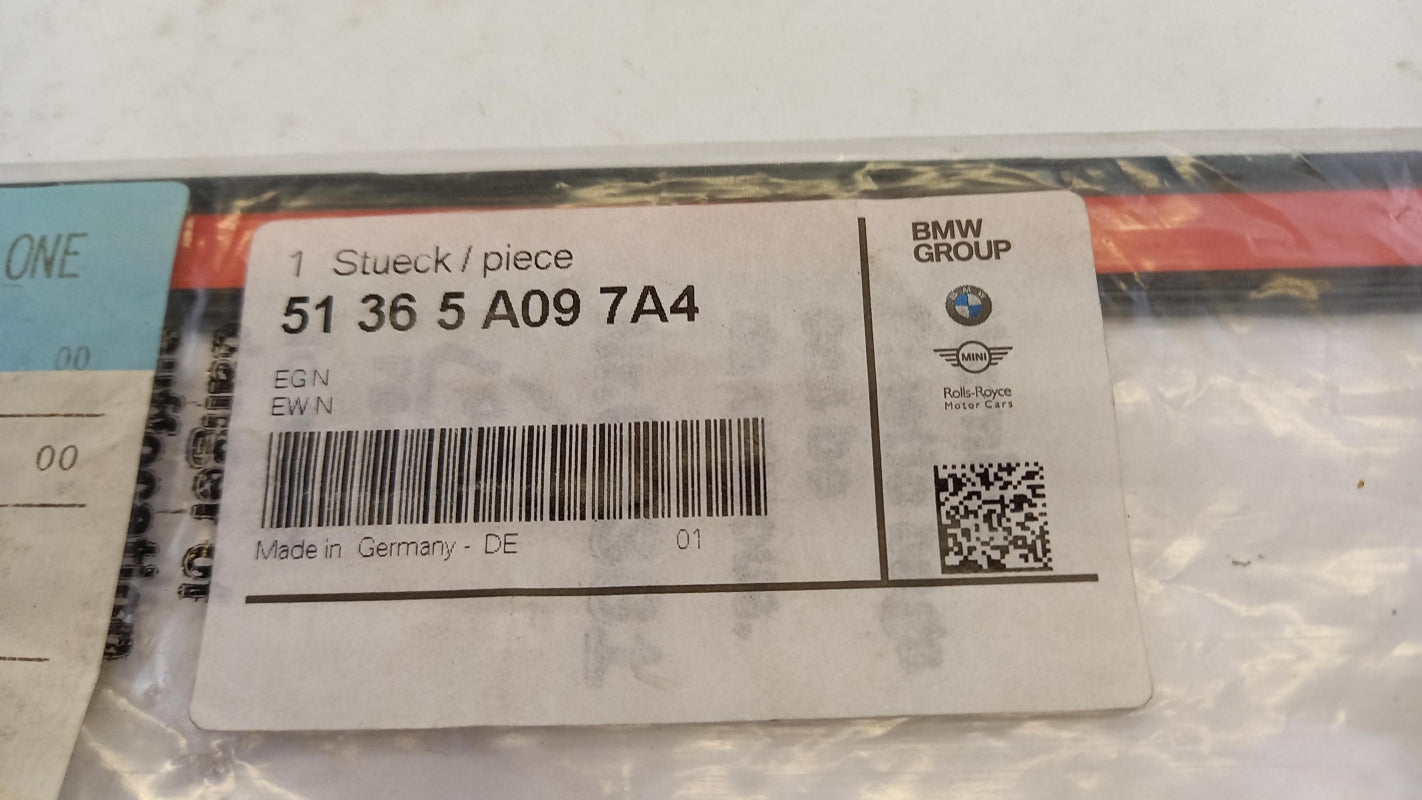 ONE
00
00
1 Stueck / piece
51 36 5 A09 7A4
EG N
EW N
Made in Germany - DE
01
BMW
GROUP
MINI
Rolls-Royce
Motor Cars